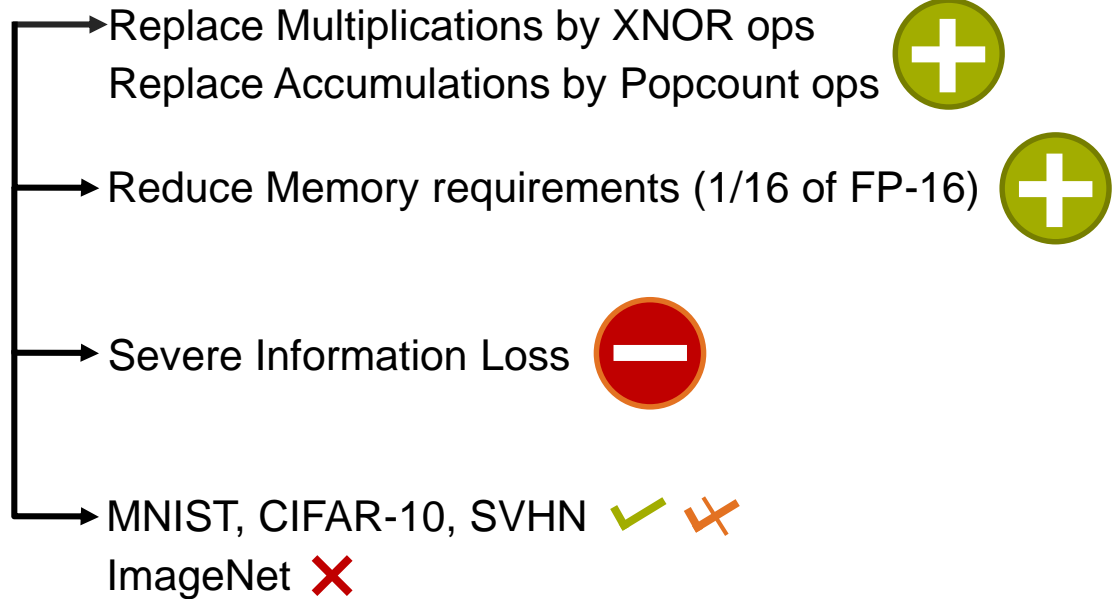 Replace Multiplications by XNOR ops
Replace Accumulations by Popcount ops
Reduce Memory requirements (1/16 of FP-16)
Severe Information Loss
MNIST, CIFAR-10, SVHN
ImageNet